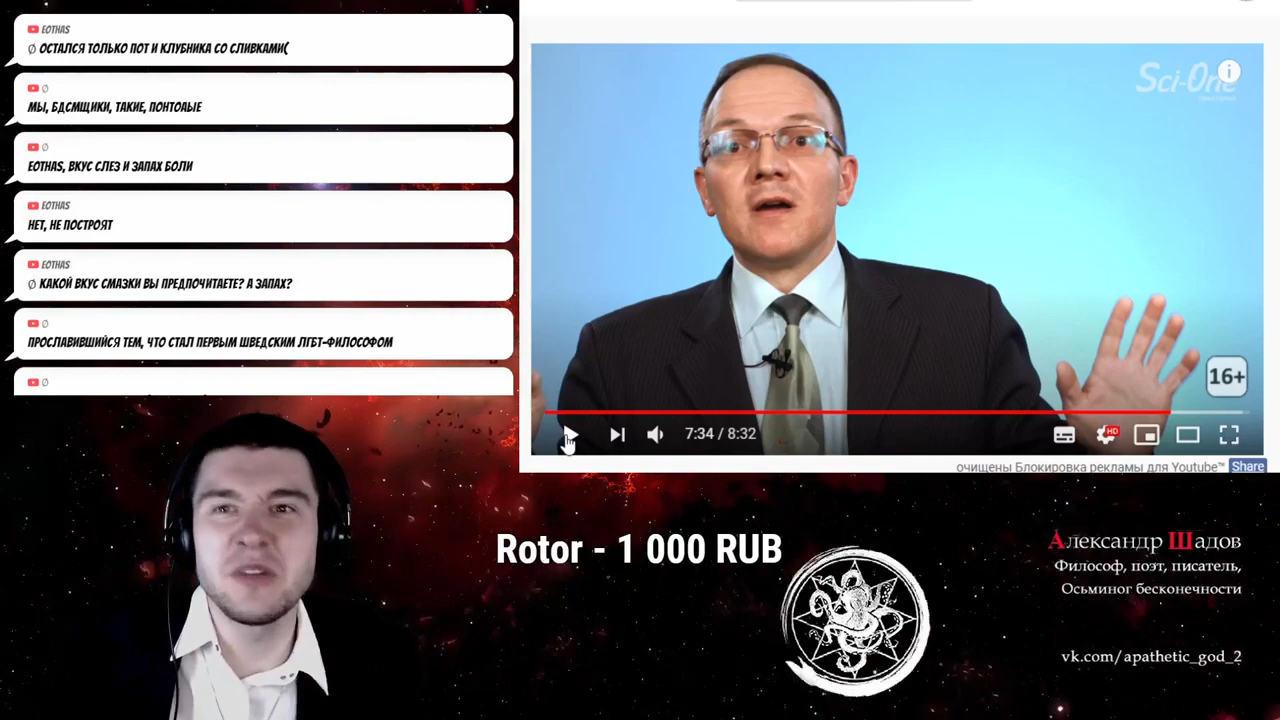 EOTHAS
Ø ОСТАЛСЯ ТОЛЬКО ПОТ И КЛУБНИКА СО СЛИВКАМИ(
Ø
МЫ, БДСМЩИКИ, ТАКИЕ, ПОНТОАЫЕ
Ø
EOTHAS, ВКУС СЛЕЗ И ЗАПАХ БОЛИ
EOTHAS
НЕТ, НЕ ПОСТРОЯТ
EOTHAS
Ø КАКОЙ ВКУС СМАЗКИ ВЫ ПРЕДПОЧИТАЕТЕ? А ЗАПАХ?
Ø
ПРОСЛАВИВШИЙСЯ ТЕМ, ЧТО СТАЛ ПЕРВЫМ ШВЕДСКИМ ЛГБТ-ФИЛОСОФОМ
Ø
Sci-One
16+
7:34 / 8:32
HD
очищены Блокировка рекламы для Youtube™ Share
Rotor - 1 000 RUB
Александр Шадов
Философ, поэт, писатель,
Осьминог бесконечности
vk.com/apathetic_god_2